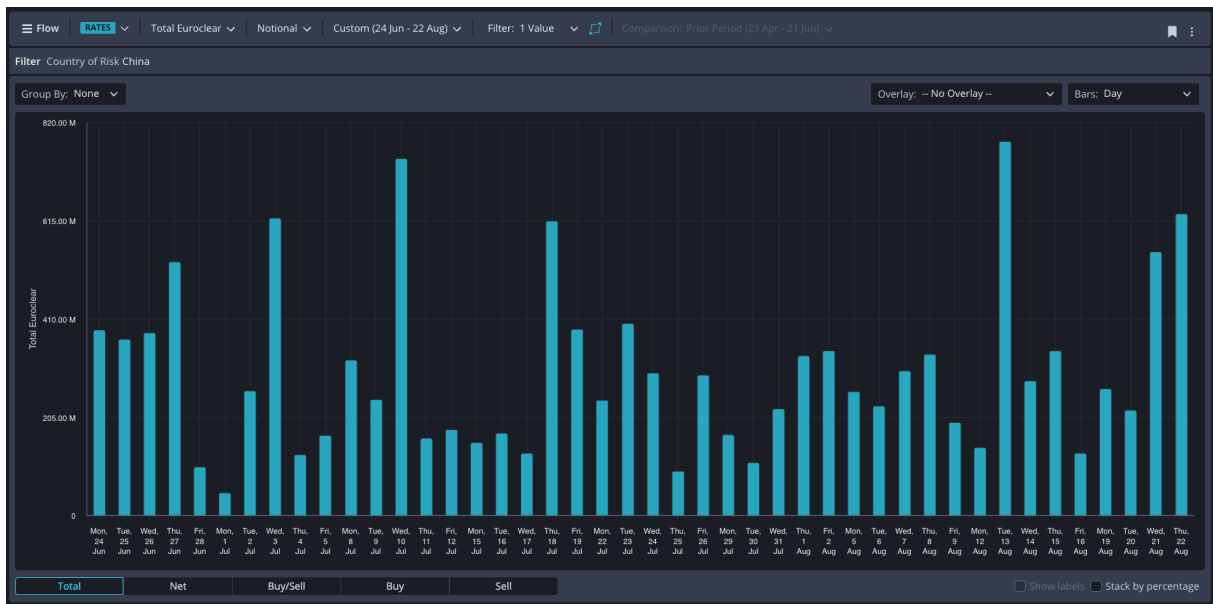 Flow RATES Total Euroclear Notional Custom (24 Jun - 22 Aug) Filter: 1 Value Comparison: Prior Period (23 Apr - 21 Jun)
Filter Country of Risk China
Group By: None Overlay: -- No Overlay -- Bars: Day
820.00 M
615.00 M
410.00 M
205.00 M
0
Total Euroclear
Mon, Tue, Wed, Thu, Fri, Mon, Tue, Wed, Thu, Fri, Mon, Tue, Wed, Thu, Fri, Mon, Tue, Wed, Thu, Fri, Mon, Tue, Wed, Thu, Fri, Mon, Tue, Wed, Thu, Fri, Mon, Tue, Wed, Thu, Fri, Mon, Tue, Wed, Thu, Fri, Mon, Tue, Wed, Thu,
24 25 26 27 28 1 2 3 4 5 8 9 10 11 12 15 16 17 18 19 22 23 24 25 26 29 30 31 1 2 5 6 7 8 9 12 13 14 15 16 19 20 21 22
Jun Jun Jun Jun Jun Jul Jul Jul Jul Jul Jul Jul Jul Jul Jul Jul Jul Jul Jul Jul Jul Jul Jul Jul Jul Jul Jul Jul Aug Aug Aug Aug Aug Aug Aug Aug Aug Aug Aug Aug Aug Aug Aug Aug
Total Net Buy/Sell Buy Sell Show labels Stack by percentage